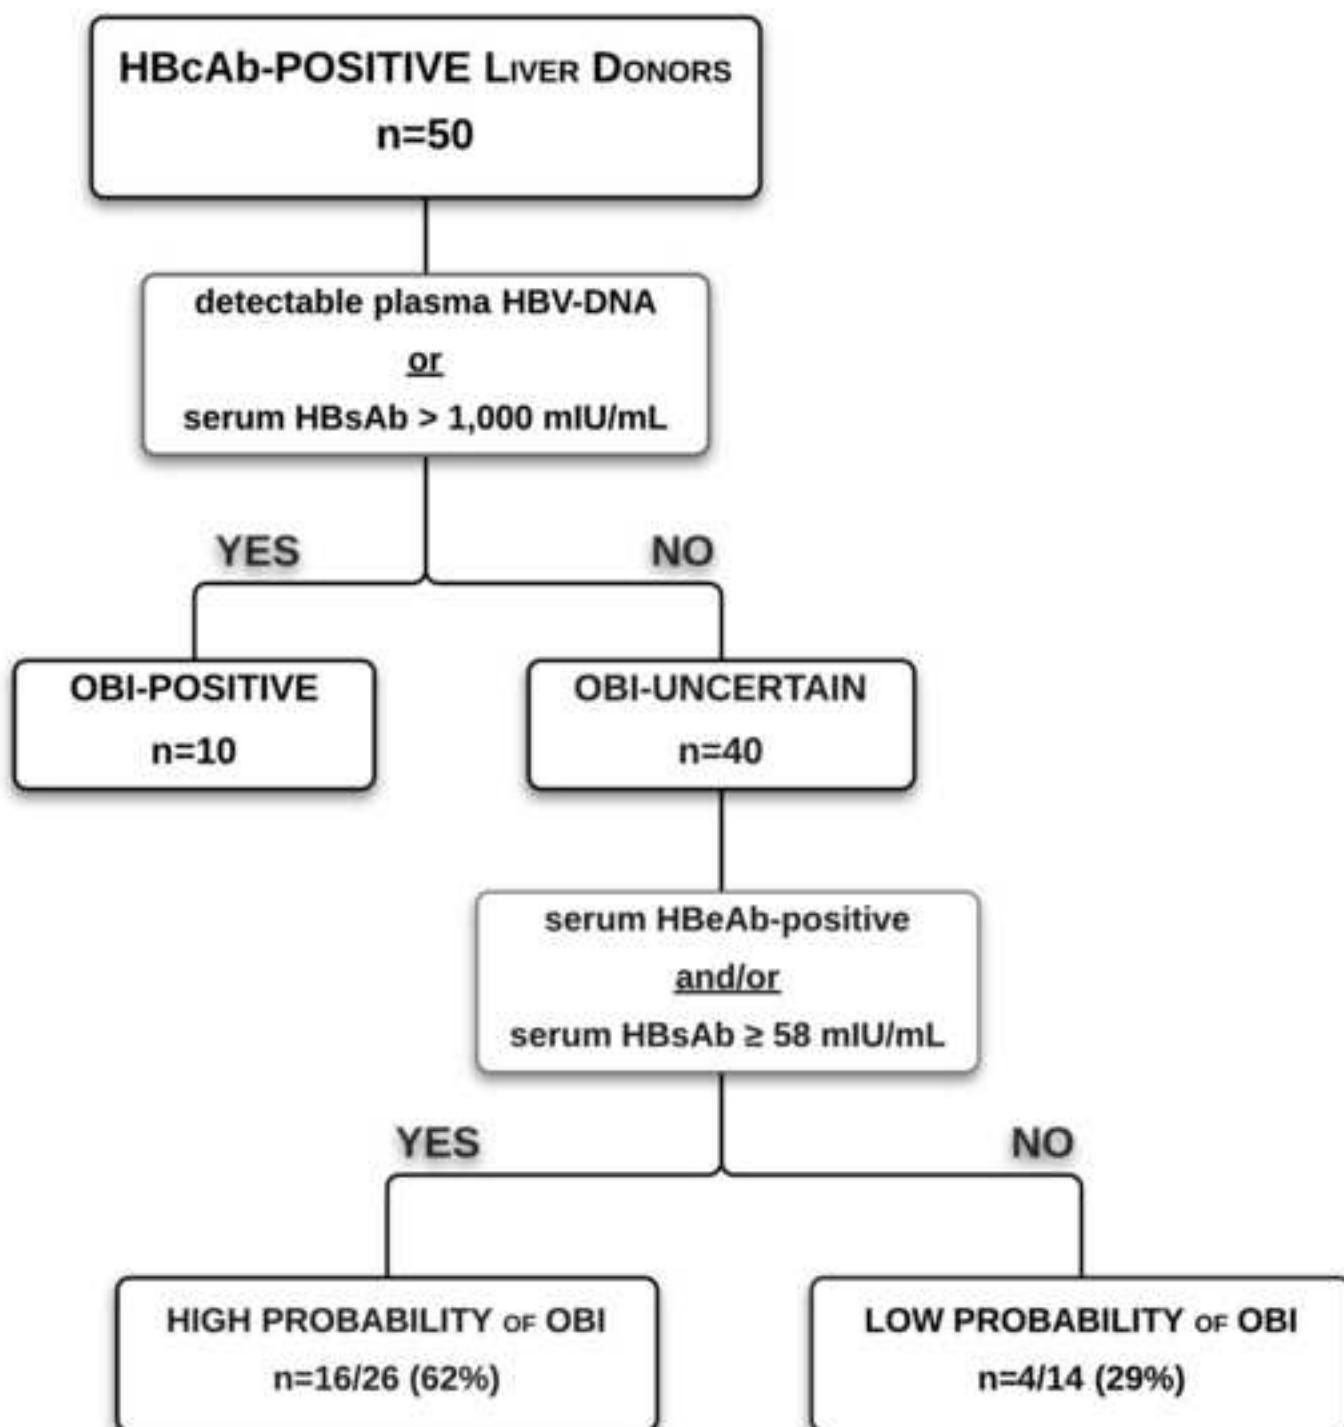 HBcAb-POSITIVE LIVER DONORS
n=50
detectable plasma HBV-DNA
or
serum HBsAb > 1,000 mIU/mL
YES
NO
OBI-POSITIVE
n=10
OBI-UNCERTAIN
n=40
serum HBeAb-positive
and/or
serum HBsAb ≥ 58 mIU/mL
YES
NO
HIGH PROBABILITY OF OBI
n=16/26 (62%)
LOW PROBABILITY OF OBI
n=4/14 (29%)